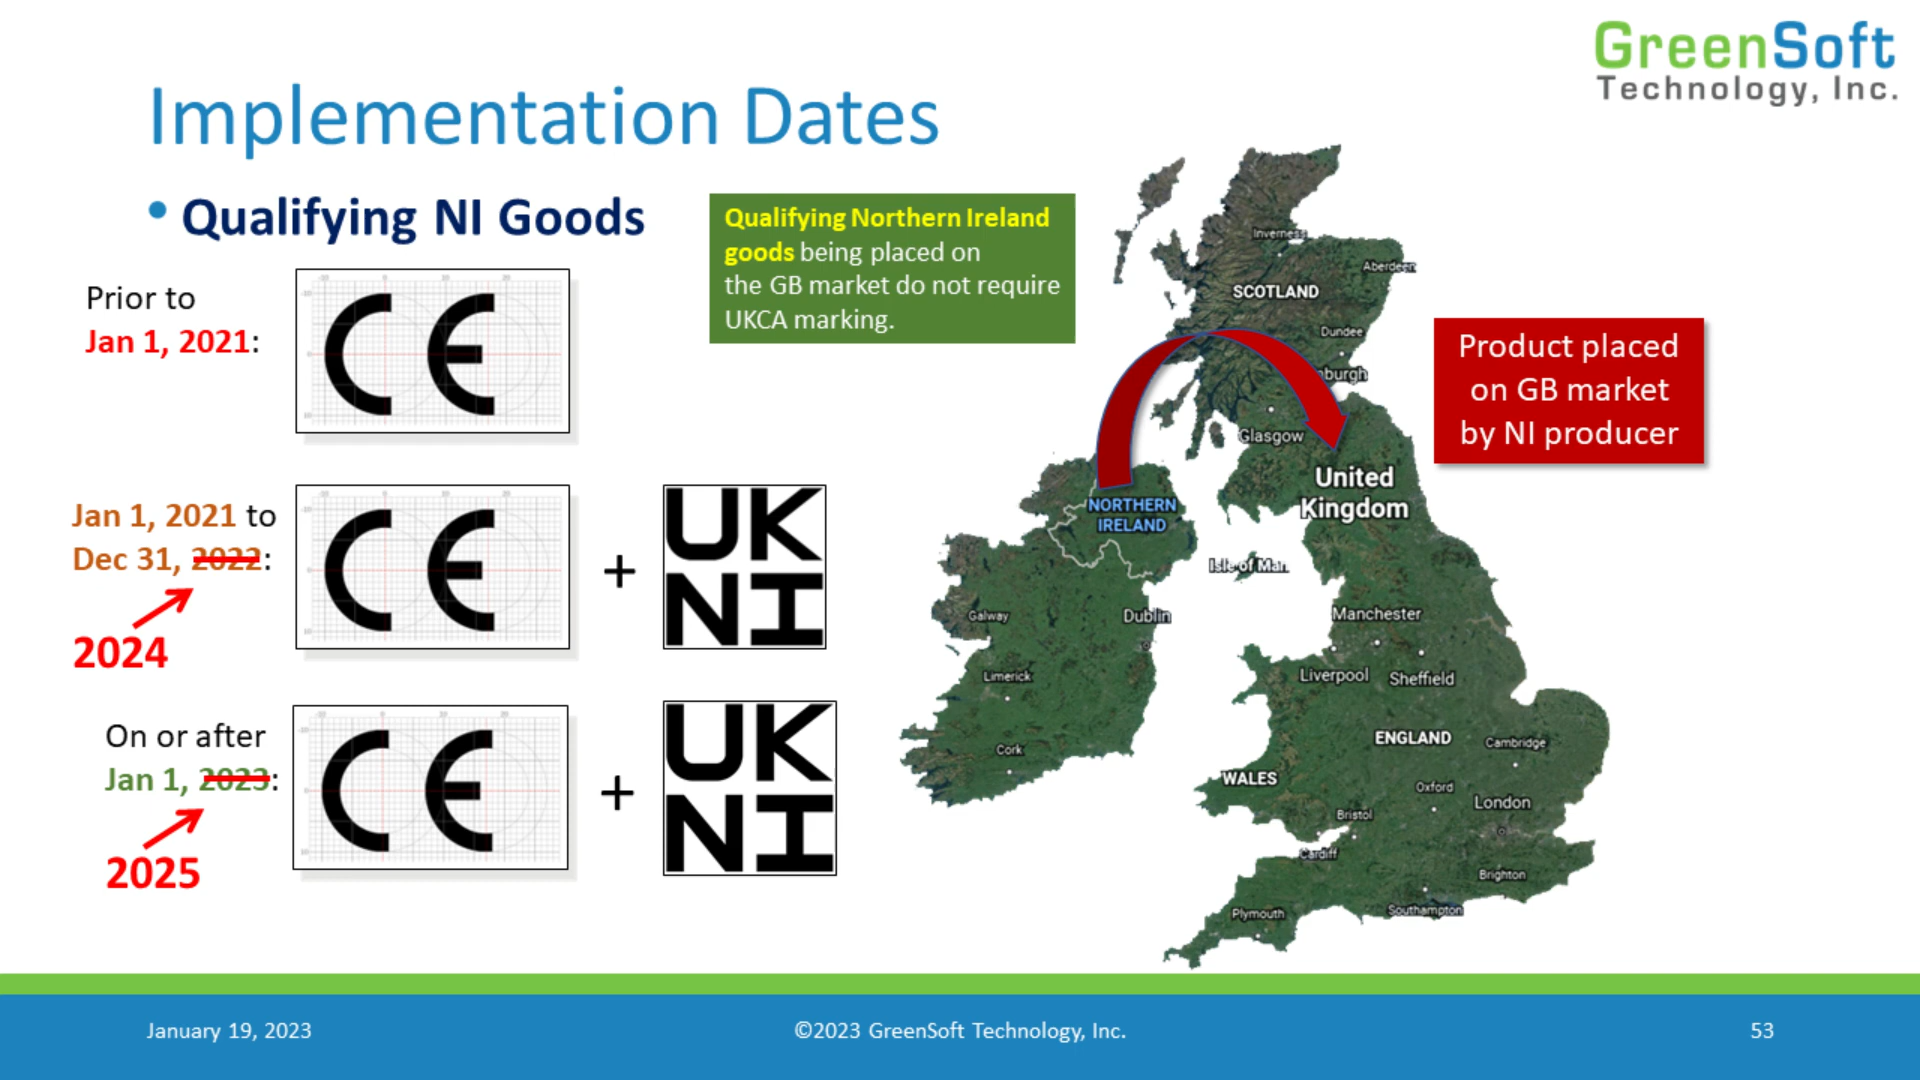 GreenSoft
Technology, Inc.
Implementation Dates
• Qualifying NI Goods
Qualifying Northern Ireland
goods being placed on
the GB market do not require
UKCA marking.
Prior to
Jan 1, 2021:
CE
Jan 1, 2021 to
Dec 31, 2022:
2024
CE
+
UK
NI
On or after
Jan 1, 2023:
2025
CE
+
UK
NI
Product placed
on GB market
by NI producer
Inverness
Aberdeen
SCOTLAND
Dundee
nburgh
Glasgow
United
Kingdom
NORTHERN
IRELAND
Isle of Man
Galway
Dublin
Manchester
Limerick
Liverpool
Sheffield
Cork
ENGLAND
Cambridge
WALES
Oxford
London
Bristol
Cardiff
Brighton
Plymouth
Southampton
January 19, 2023
©2023 GreenSoft Technology, Inc.
53